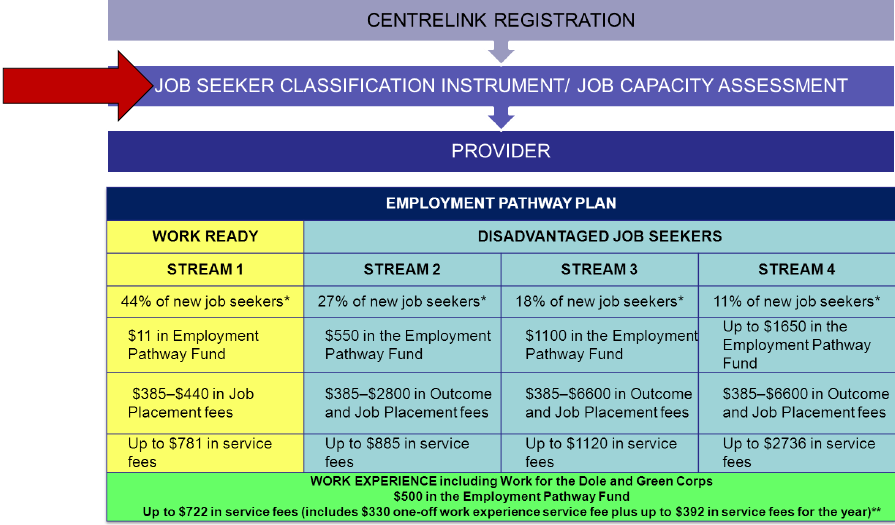 CENTRELINK REGISTRATION
JOB SEEKER CLASSIFICATION INSTRUMENT/ JOB CAPACITY ASSESSMENT
PROVIDER
EMPLOYMENT PATHWAY PLAN
WORK READY
DISADVANTAGED JOB SEEKERS
STREAM 1
STREAM 2
STREAM 3
STREAM 4
44% of new job seekers*
27% of new job seekers*
18% of new job seekers*
11% of new job seekers*
$11 in Employment
Pathway Fund
$550 in the Employment
Pathway Fund
$1100 in the Employment
Pathway Fund
Up to $1650 in the
Employment Pathway
Fund
$385–$440 in Job
Placement fees
$385–$2800 in Outcome
and Job Placement fees
$385–$6600 in Outcome
and Job Placement fees
$385–$6600 in Outcome
and Job Placement fees
Up to $781 in service
fees
Up to $885 in service
fees
Up to $1120 in service
fees
Up to $2736 in service
fees
WORK EXPERIENCE including Work for the Dole and Green Corps
$500 in the Employment Pathway Fund
Up to $722 in service fees (includes $330 one-off work experience service fee plus up to $392 in service fees for the year)**